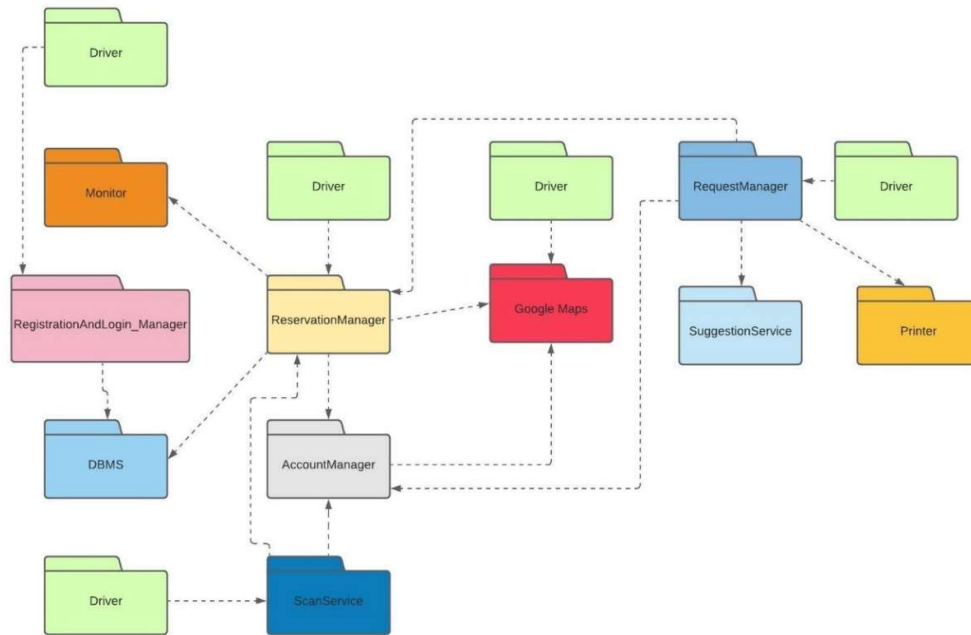 Driver
Monitor
Driver
Driver
RequestManager
Driver
RegistrationAndLogin_Manager
ReservationManager
Google Maps
SuggestionService
Printer
DBMS
AccountManager
Driver
ScanService